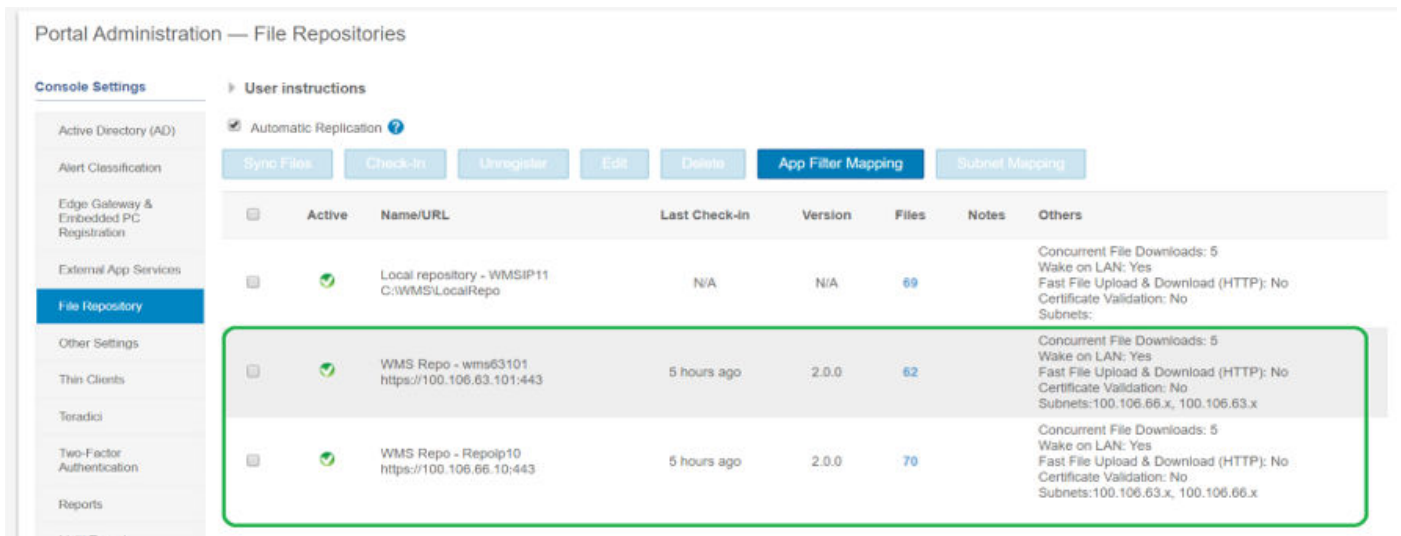 Portal Administration — File Repositories
Console Settings
Active Directory (AD)
Alert Classification
Edge Gateway &
Embedded PC
Registration
External App Services
File Repository
Other Settings
Thin Clients
Teradici
Two-Factor
Authentication
Reports
User instructions
Automatic Replication ?
Sync Files Check-In Unregister Edit Delete App Filter Mapping Subnet Mapping
Active Name/URL Last Check-in Version Files Notes Others
Local repository - WMSIP11
C:\WMS\LocalRepo
N/A N/A 69
Concurrent File Downloads: 5
Wake on LAN: Yes
Fast File Upload & Download (HTTP): No
Certificate Validation: No
Subnets:
WMS Repo - wms63101
https://100.106.63.101:443
5 hours ago 2.0.0 62
Concurrent File Downloads: 5
Wake on LAN: Yes
Fast File Upload & Download (HTTP): No
Certificate Validation: No
Subnets:100.106.66.x, 100.106.63.x
WMS Repo - Repoip10
https://100.106.66.10:443
5 hours ago 2.0.0 70
Concurrent File Downloads: 5
Wake on LAN: Yes
Fast File Upload & Download (HTTP): No
Certificate Validation: No
Subnets:100.106.63.x, 100.106.66.x